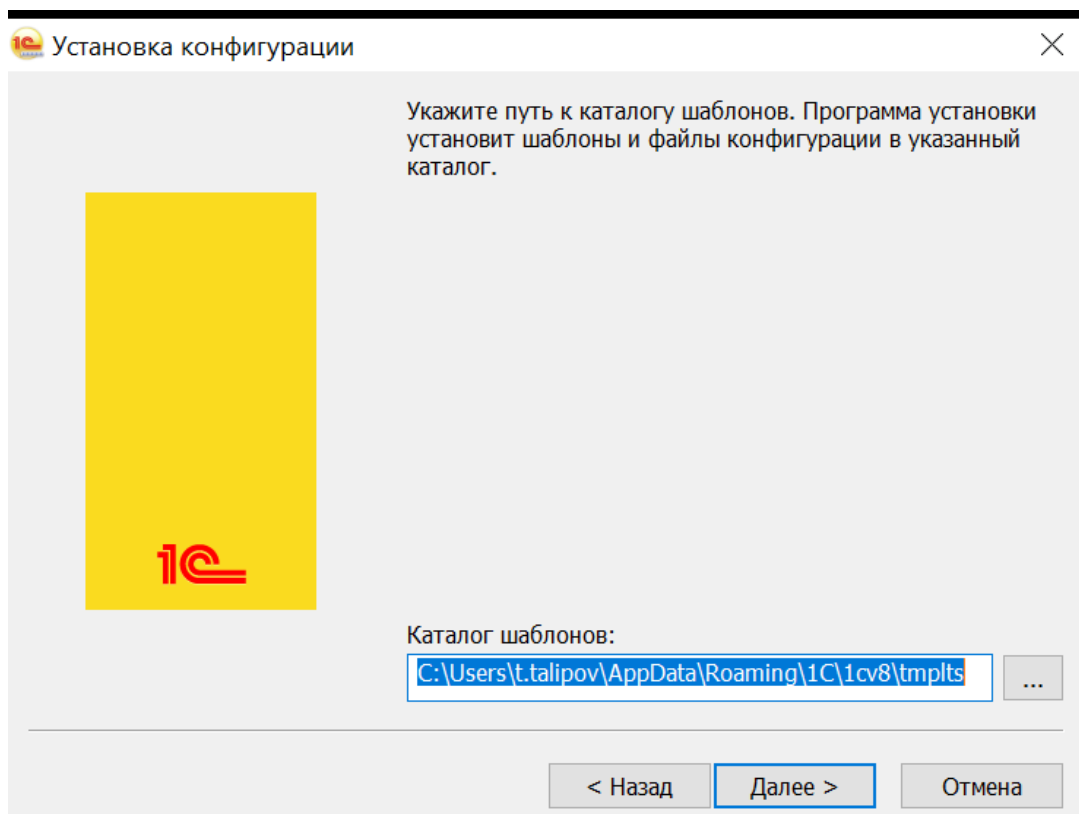 1С Установка конфигурации
Укажите путь к каталогу шаблонов. Программа установки
установит шаблоны и файлы конфигурации в указанный
каталог.
1С
Каталог шаблонов:
C:\Users\t.talipov\AppData\Roaming\1C\1cv8\tmplts
...
< Назад
Далее >
Отмена